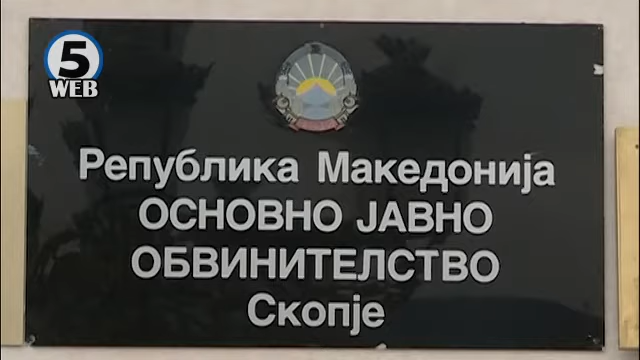 5
WEB
Република Македонија
ОСНОВНО ЈАВНО
ОБВИНИТЕЛСТВО
Скопје